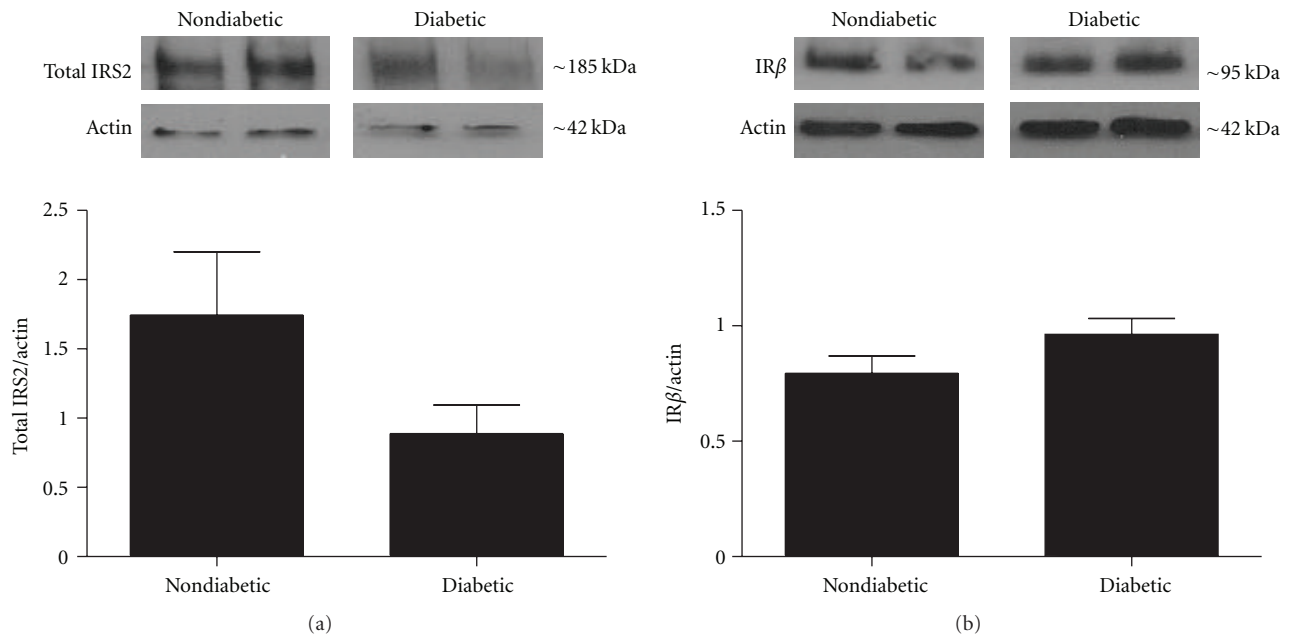 Nondiabetic Diabetic
Total IRS2 ~185 kDa
Actin ~42 kDa
2.5
2
1.5
1
0.5
0
Total IRS2/actin
Nondiabetic Diabetic
(a)
Nondiabetic Diabetic
IRβ ~95 kDa
Actin ~42 kDa
1.5
1
0.5
0
IRβ/actin
Nondiabetic Diabetic
(b)